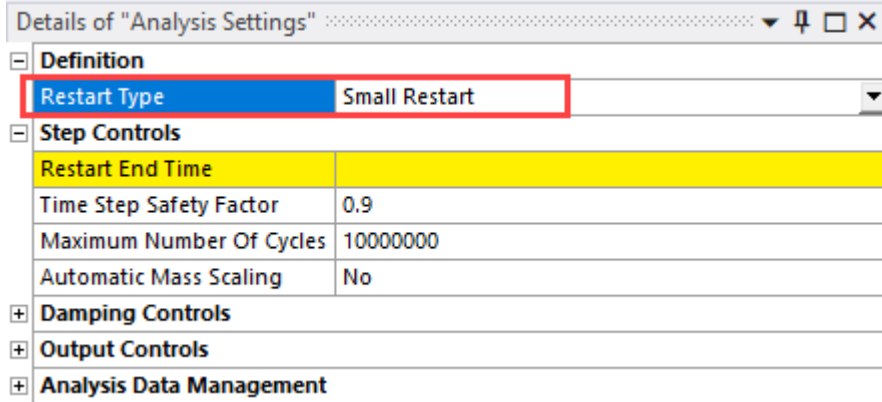 Details of "Analysis Settings"
Definition
Restart Type Small Restart
Step Controls
Restart End Time
Time Step Safety Factor 0.9
Maximum Number Of Cycles 10000000
Automatic Mass Scaling No
Damping Controls
Output Controls
Analysis Data Management